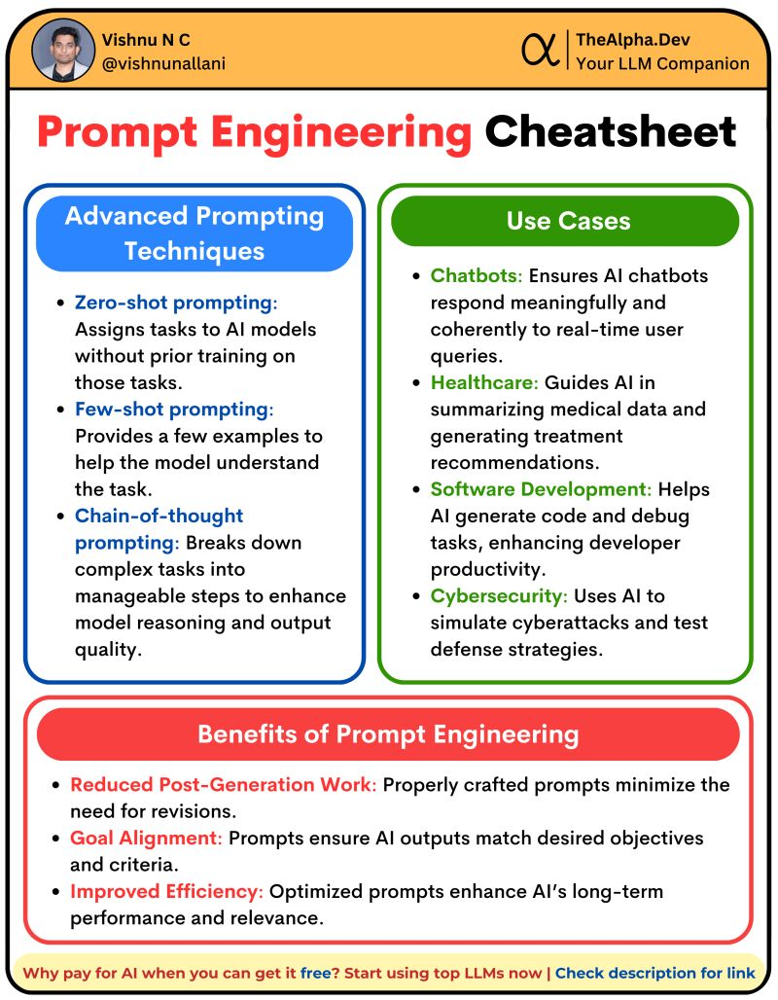 Vishnu N C
@vishnunallani
α
TheAlpha.Dev
Your LLM Companion
Prompt Engineering Cheatsheet
Advanced Prompting
Techniques
• Zero-shot prompting:
Assigns tasks to AI models
without prior training on
those tasks.
• Few-shot prompting:
Provides a few examples to
help the model understand
the task.
• Chain-of-thought
prompting: Breaks down
complex tasks into
manageable steps to enhance
model reasoning and output
quality.
Use Cases
• Chatbots: Ensures AI chatbots
respond meaningfully and
coherently to real-time user
queries.
• Healthcare: Guides AI in
summarizing medical data and
generating treatment
recommendations.
• Software Development: Helps
AI generate code and debug
tasks, enhancing developer
productivity.
• Cybersecurity: Uses AI to
simulate cyberattacks and test
defense strategies.
Benefits of Prompt Engineering
• Reduced Post-Generation Work: Properly crafted prompts minimize the
need for revisions.
• Goal Alignment: Prompts ensure AI outputs match desired objectives
and criteria.
• Improved Efficiency: Optimized prompts enhance AI’s long-term
performance and relevance.
Why pay for AI when you can get it free? Start using top LLMs now | Check description for link